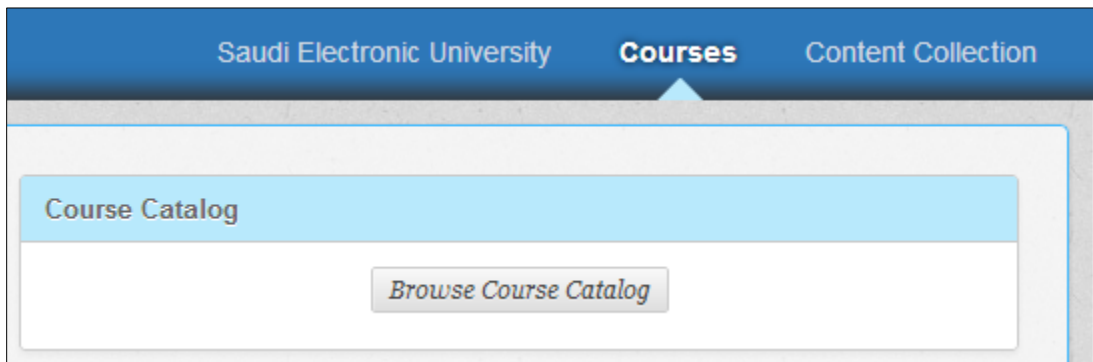 Saudi Electronic University Courses Content Collection
Course Catalog
Browse Course Catalog